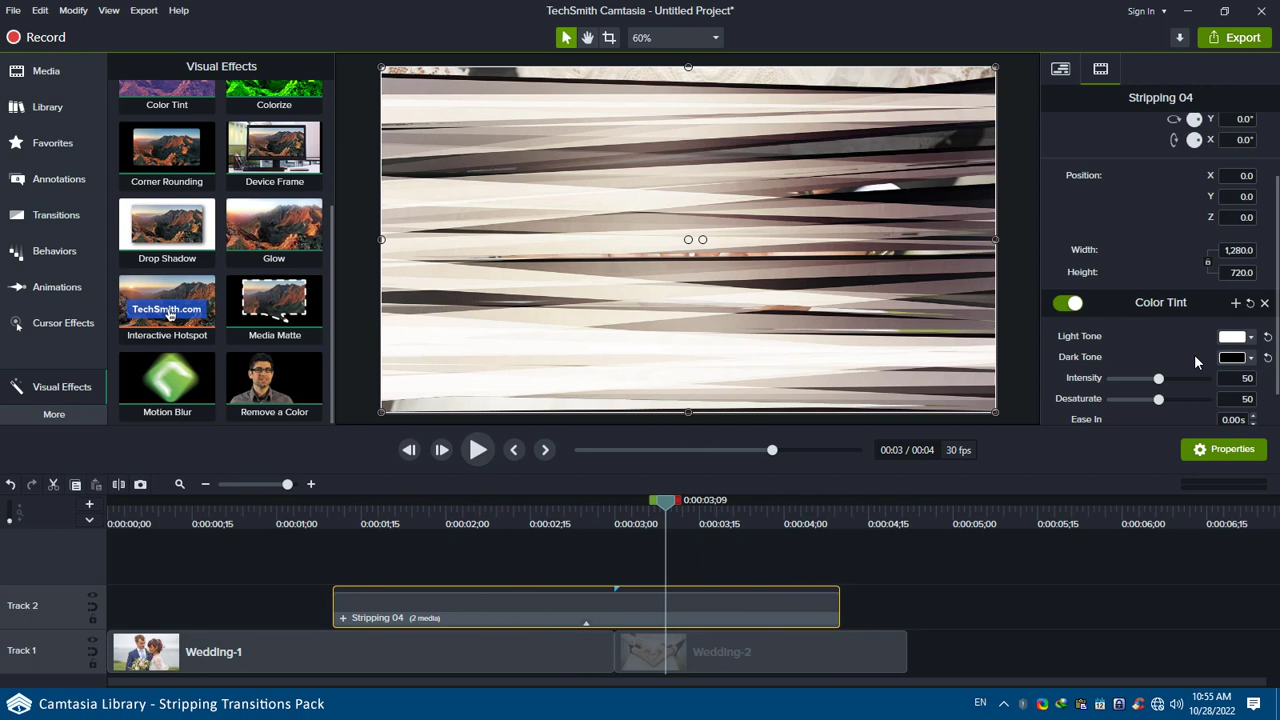 File Edit Modify View Export Help
TechSmith Camtasia - Untitled Project*
Sign In
Record
60%
Export
Media
Library
Favorites
Annotations
Transitions
Behaviors
Animations
Cursor Effects
Visual Effects
More
Visual Effects
Color Tint
Colorize
Corner Rounding
Device Frame
Drop Shadow
Glow
TechSmith.com
Interactive Hotspot
Media Matte
Motion Blur
Remove a Color
Stripping 04
Y 0.0°
X 0.0°
Position: X 0.0
Y 0.0
Z 0.0
Width: 1,280.0
Height: 720.0
Color Tint
Light Tone
Dark Tone
Intensity 50
Desaturate 50
Ease In 0.00s
00:03 / 00:04 30 fps
Properties
0:00:03;09
0:00:00;00 0:00:00;15 0:00:01;00 0:00:01;15 0:00:02;00 0:00:02;15 0:00:03;00 0:00:03;15 0:00:04;00 0:00:04;15 0:00:05;00 0:00:05;15 0:00:06;00 0:00:06;15
Track 2
Stripping 04 (2 media)
Track 1
Wedding-1
Wedding-2
Camtasia Library - Stripping Transitions Pack
EN
10:55 AM
10/28/2022